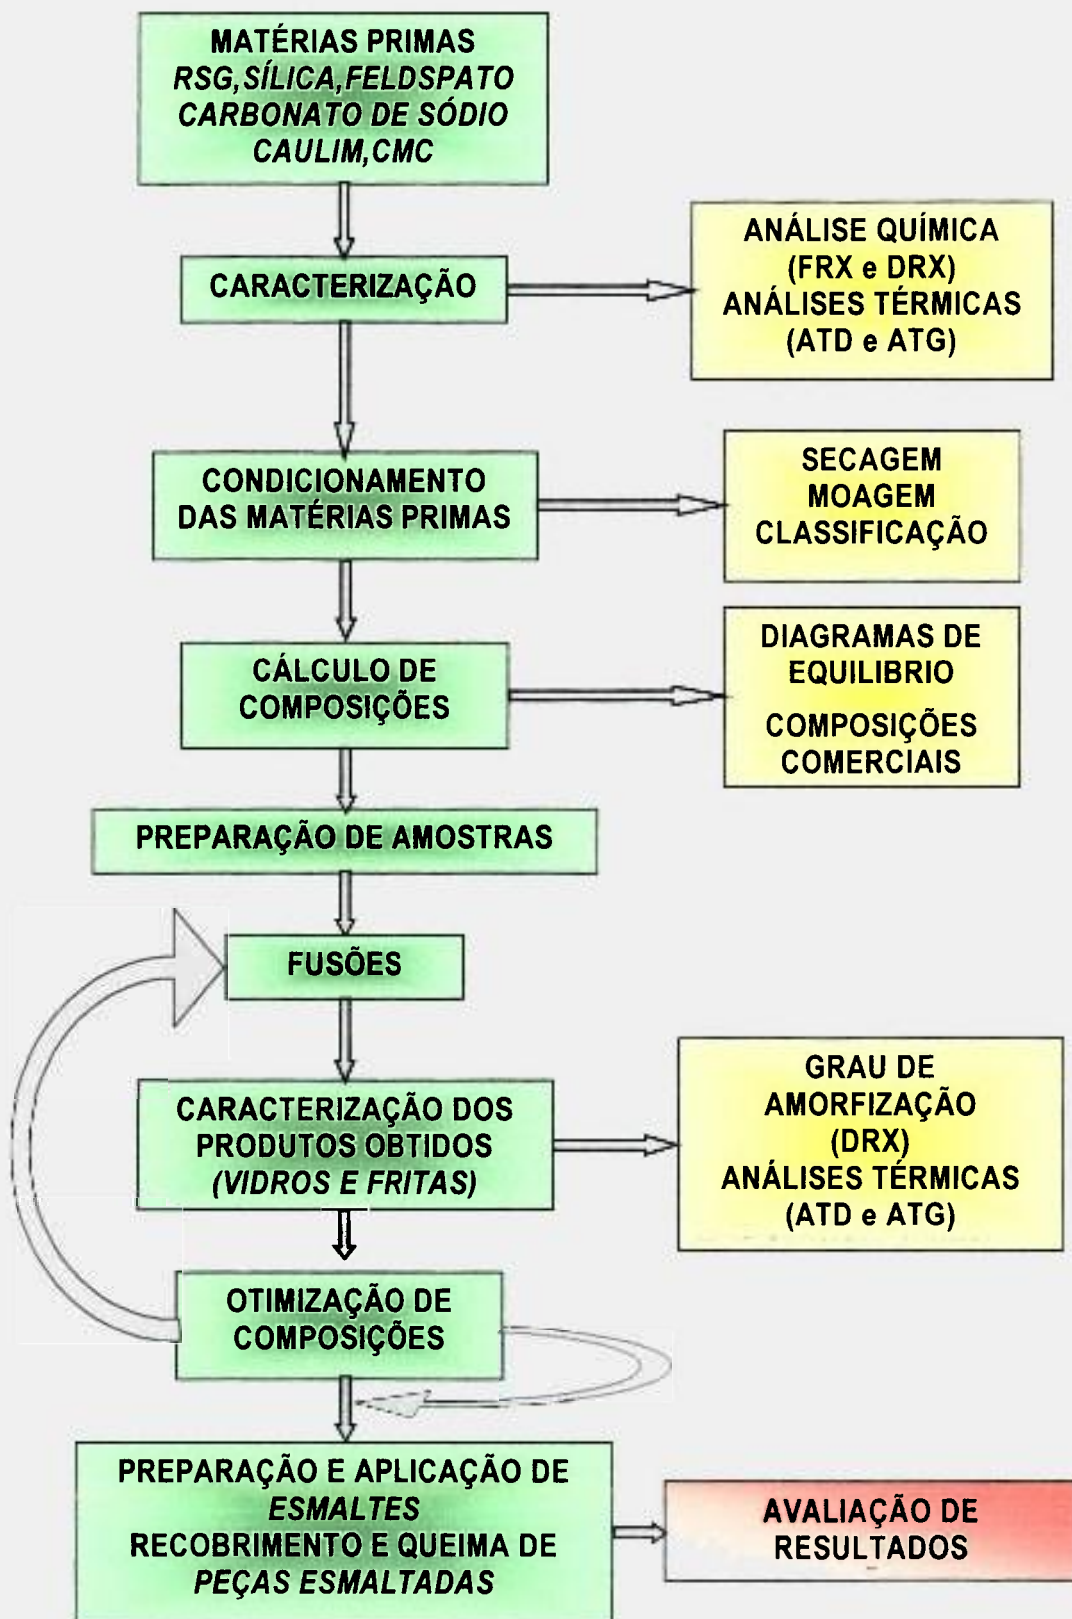 MATÉRIAS PRIMAS
RSG,SÍLICA,FELDSPATO
CARBONATO DE SÓDIO
CAULIM,CMC
CARACTERIZAÇÃO
ANÁLISE QUÍMICA
(FRX e DRX)
ANÁLISES TÉRMICAS
(ATD e ATG)
CONDICIONAMENTO
DAS MATÉRIAS PRIMAS
SECAGEM
MOAGEM
CLASSIFICAÇÃO
CÁLCULO DE
COMPOSIÇÕES
DIAGRAMAS DE
EQUILIBRIO
COMPOSIÇÕES
COMERCIAIS
PREPARAÇÃO DE AMOSTRAS
FUSÕES
CARACTERIZAÇÃO DOS
PRODUTOS OBTIDOS
(VIDROS E FRITAS)
GRAU DE
AMORFIZAÇÃO
(DRX)
ANÁLISES TÉRMICAS
(ATD e ATG)
OTIMIZAÇÃO DE
COMPOSIÇÕES
PREPARAÇÃO E APLICAÇÃO DE
ESMALTES
RECOBRIMENTO E QUEIMA DE
PEÇAS ESMALTADAS
AVALIAÇÃO DE
RESULTADOS